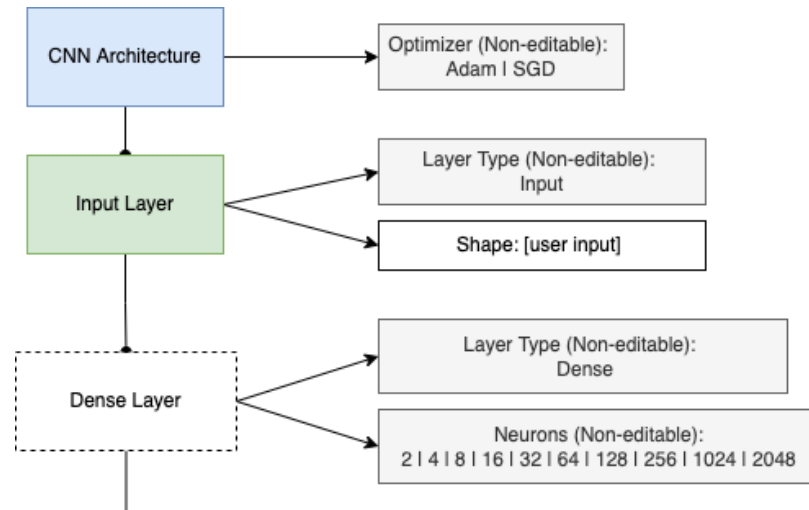 CNN Architecture
Optimizer (Non-editable):
Adam | SGD
Input Layer
Layer Type (Non-editable):
Input
Shape: [user input]
Dense Layer
Layer Type (Non-editable):
Dense
Neurons (Non-editable):
2 | 4 | 8 | 16 | 32 | 64 | 128 | 256 | 1024 | 2048